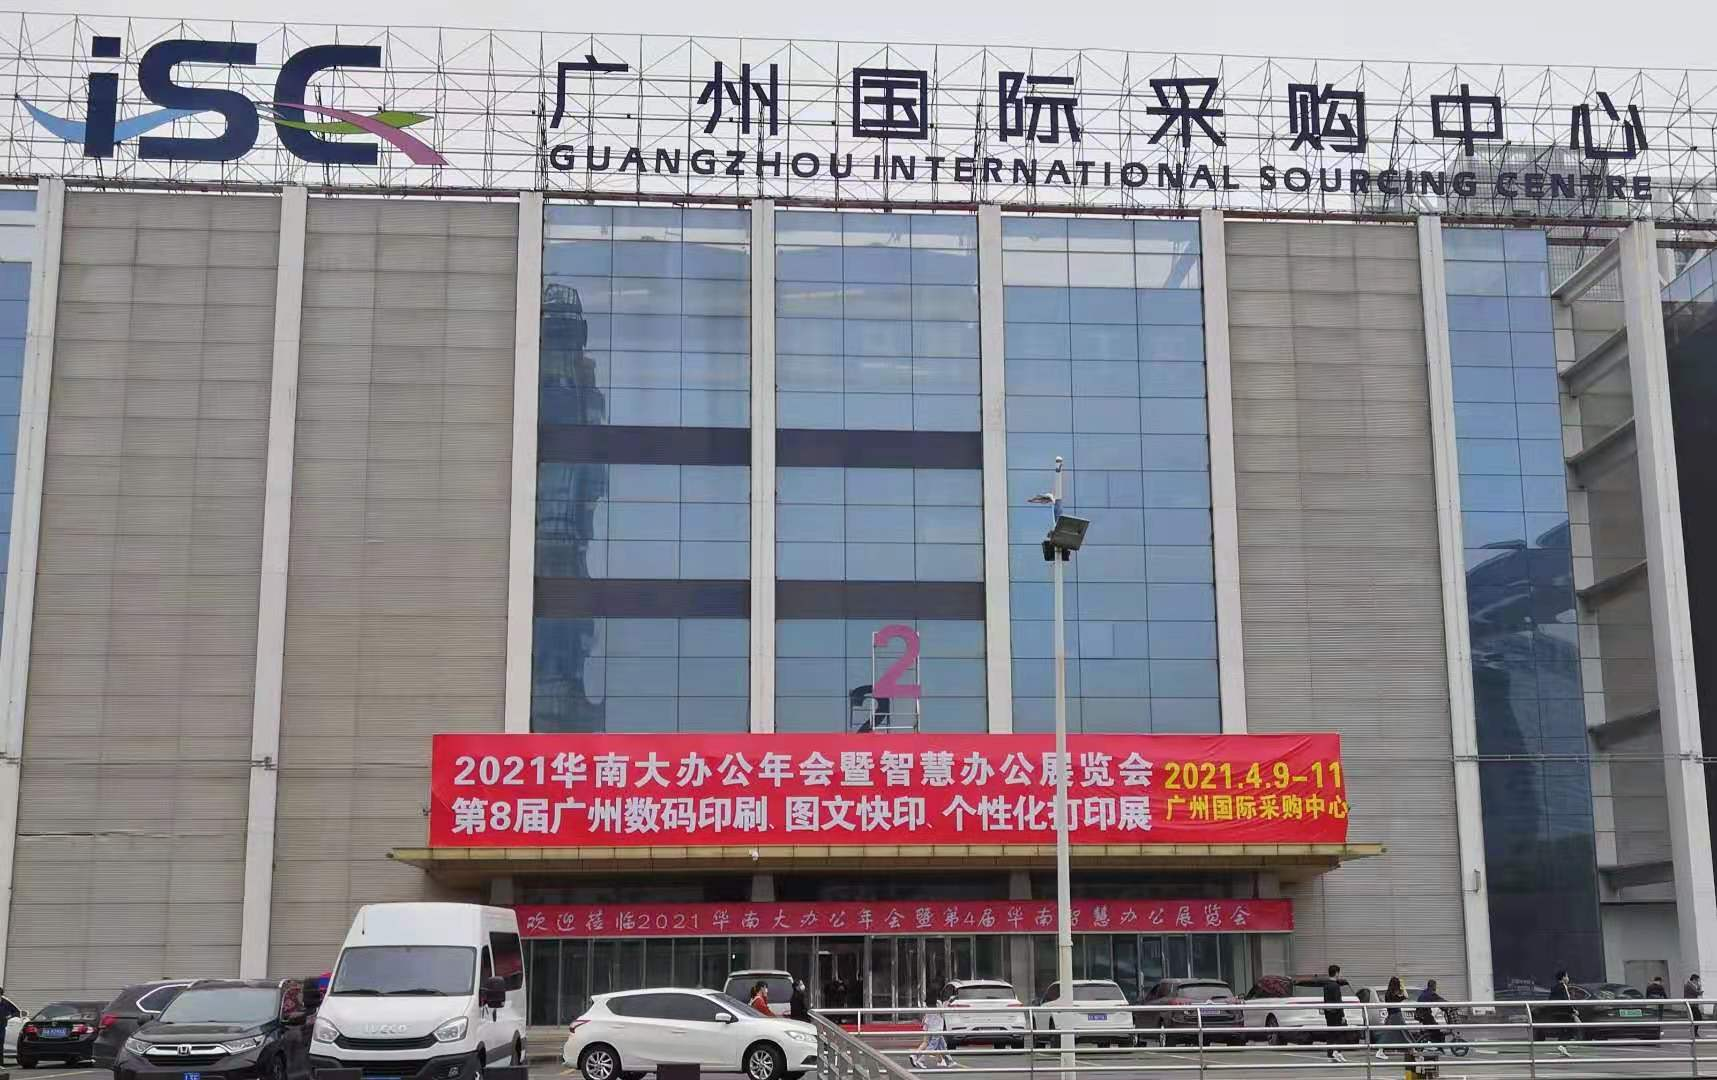 iSC
广州国际采购中心
GUANGZHOU INTERNATIONAL SOURCING CENTRE
2
2021华南大办公年会暨智慧办公展览会
第8届广州数码印刷、图文快印、个性化打印展
2021.4.9-11
广州国际采购中心
欢迎莅临2021华南大办公年会暨第4届华南智慧办公展览会
IVECO